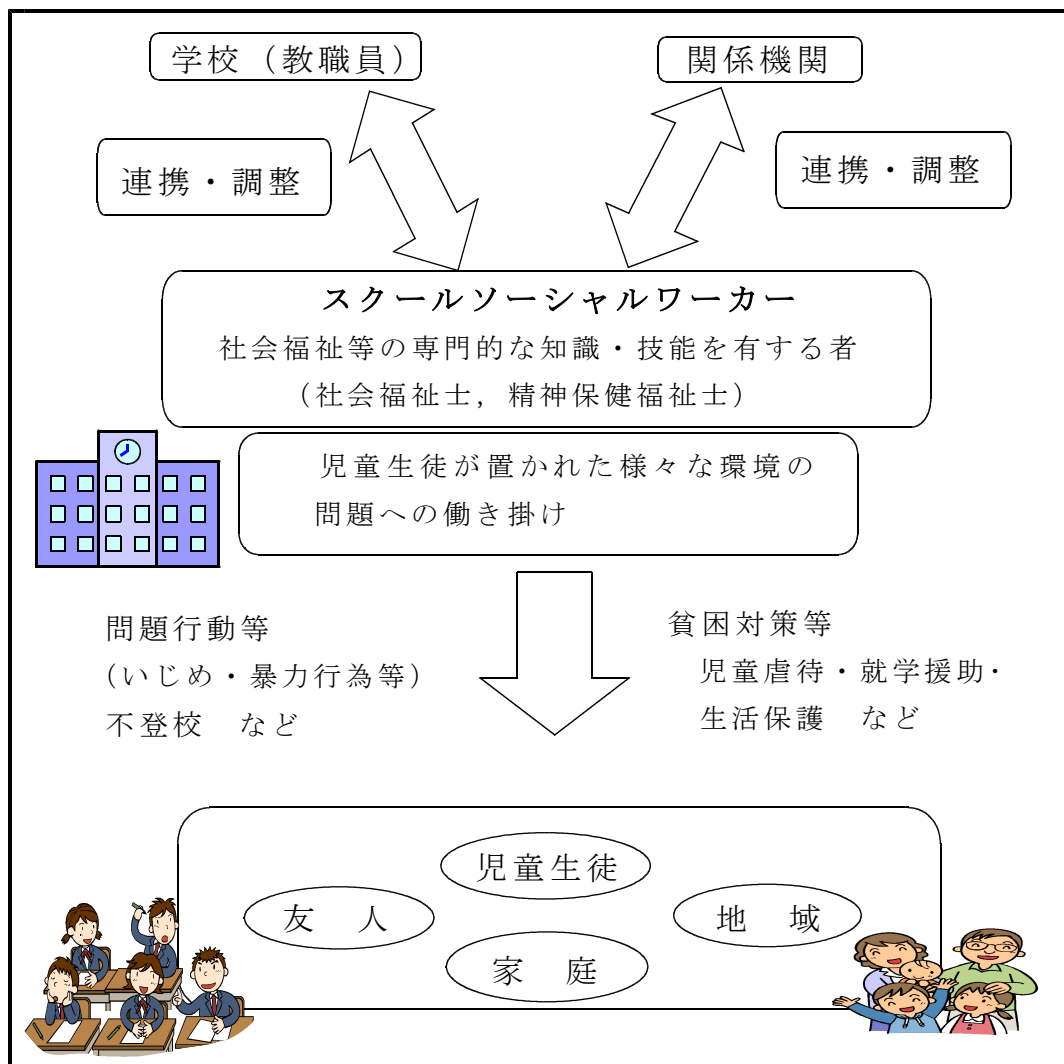 学校（教職員）
関係機関
連携・調整
連携・調整
スクールソーシャルワーカー
社会福祉等の専門的な知識・技能を有する者
（社会福祉士，精神保健福祉士）
児童生徒が置かれた様々な環境の
問題への働き掛け
問題行動等
（いじめ・暴力行為等）
不登校　など
貧困対策等
児童虐待・就学援助・
生活保護　など
児童生徒
友　人
地　域
家　庭